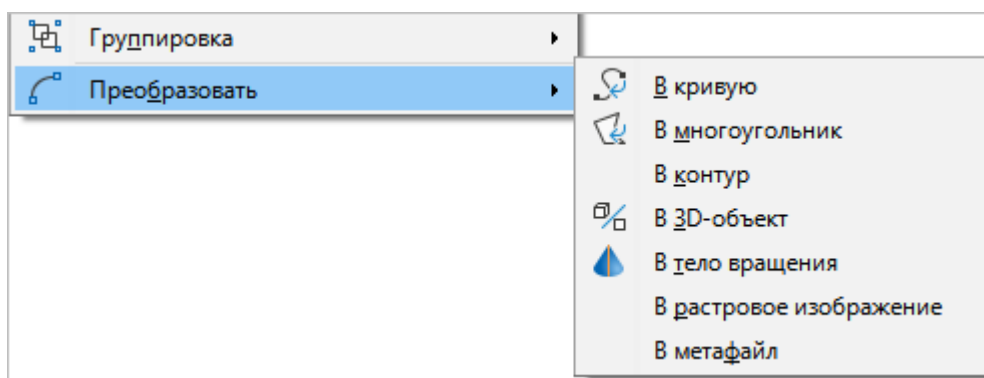 Группировка
Преобразовать
В кривую
В многоугольник
В контур
В 3D-объект
В тело вращения
В растровое изображение
В метафайл